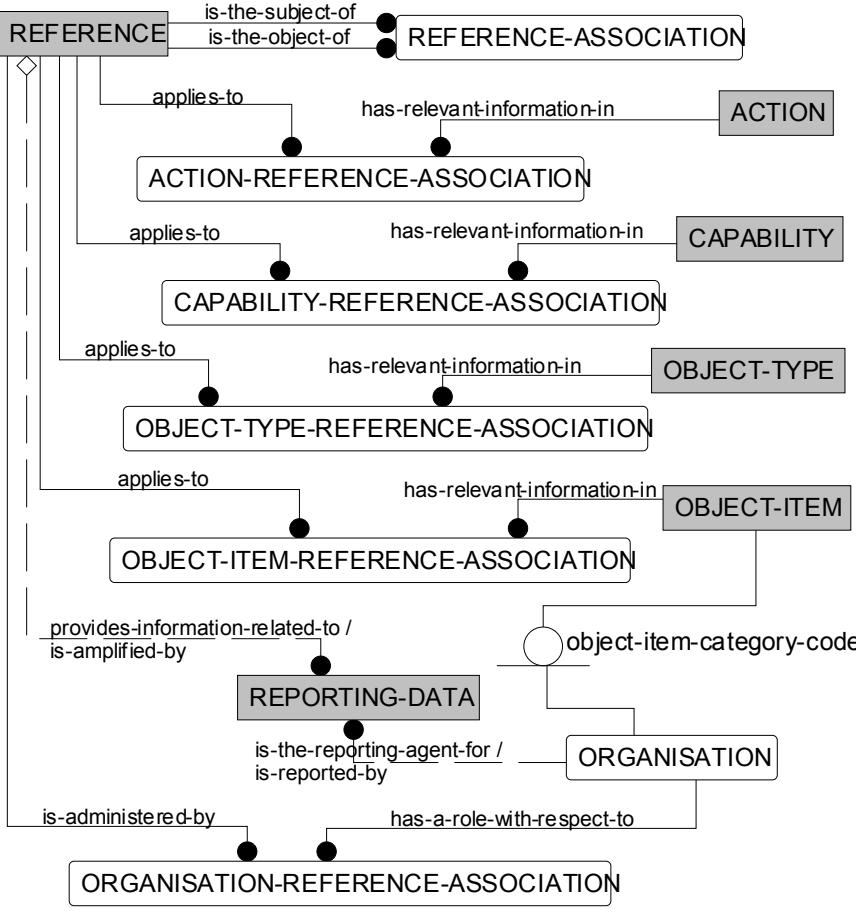 is-the-subject-of
REFERENCE
is-the-object-of
REFERENCE-ASSOCIATION
applies-to
has-relevant-information-in
ACTION
ACTION-REFERENCE-ASSOCIATION
applies-to
has-relevant-information-in
CAPABILITY
CAPABILITY-REFERENCE-ASSOCIATION
applies-to
has-relevant-information-in
OBJECT-TYPE
OBJECT-TYPE-REFERENCE-ASSOCIATION
applies-to
has-relevant-information-in
OBJECT-ITEM
OBJECT-ITEM-REFERENCE-ASSOCIATION
provides-information-related-to /
is-amplified-by
object-item-category-code
REPORTING-DATA
is-the-reporting-agent-for /
is-reported-by
ORGANISATION
is-administered-by
has-a-role-with-respect-to
ORGANISATION-REFERENCE-ASSOCIATION